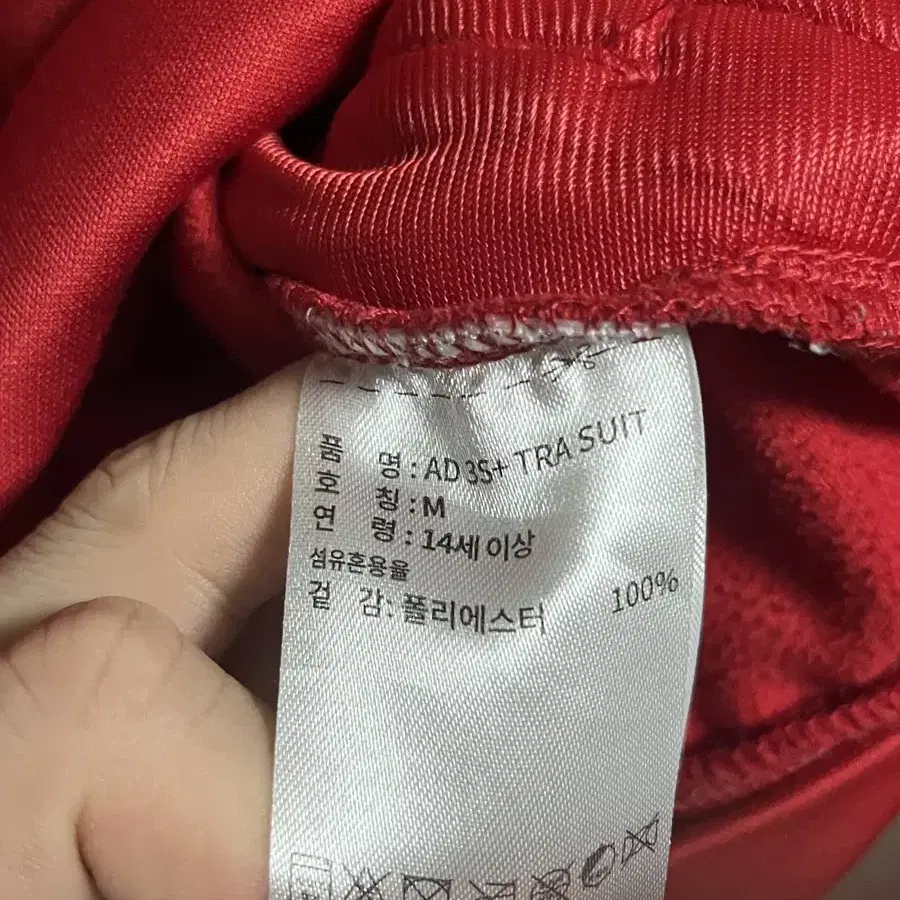 품 명 : AD 3S+ TRA SUIT
호 칭 : M
연 령 : 14세 이상
섬유혼용율
겉 감 : 폴리에스터 100%